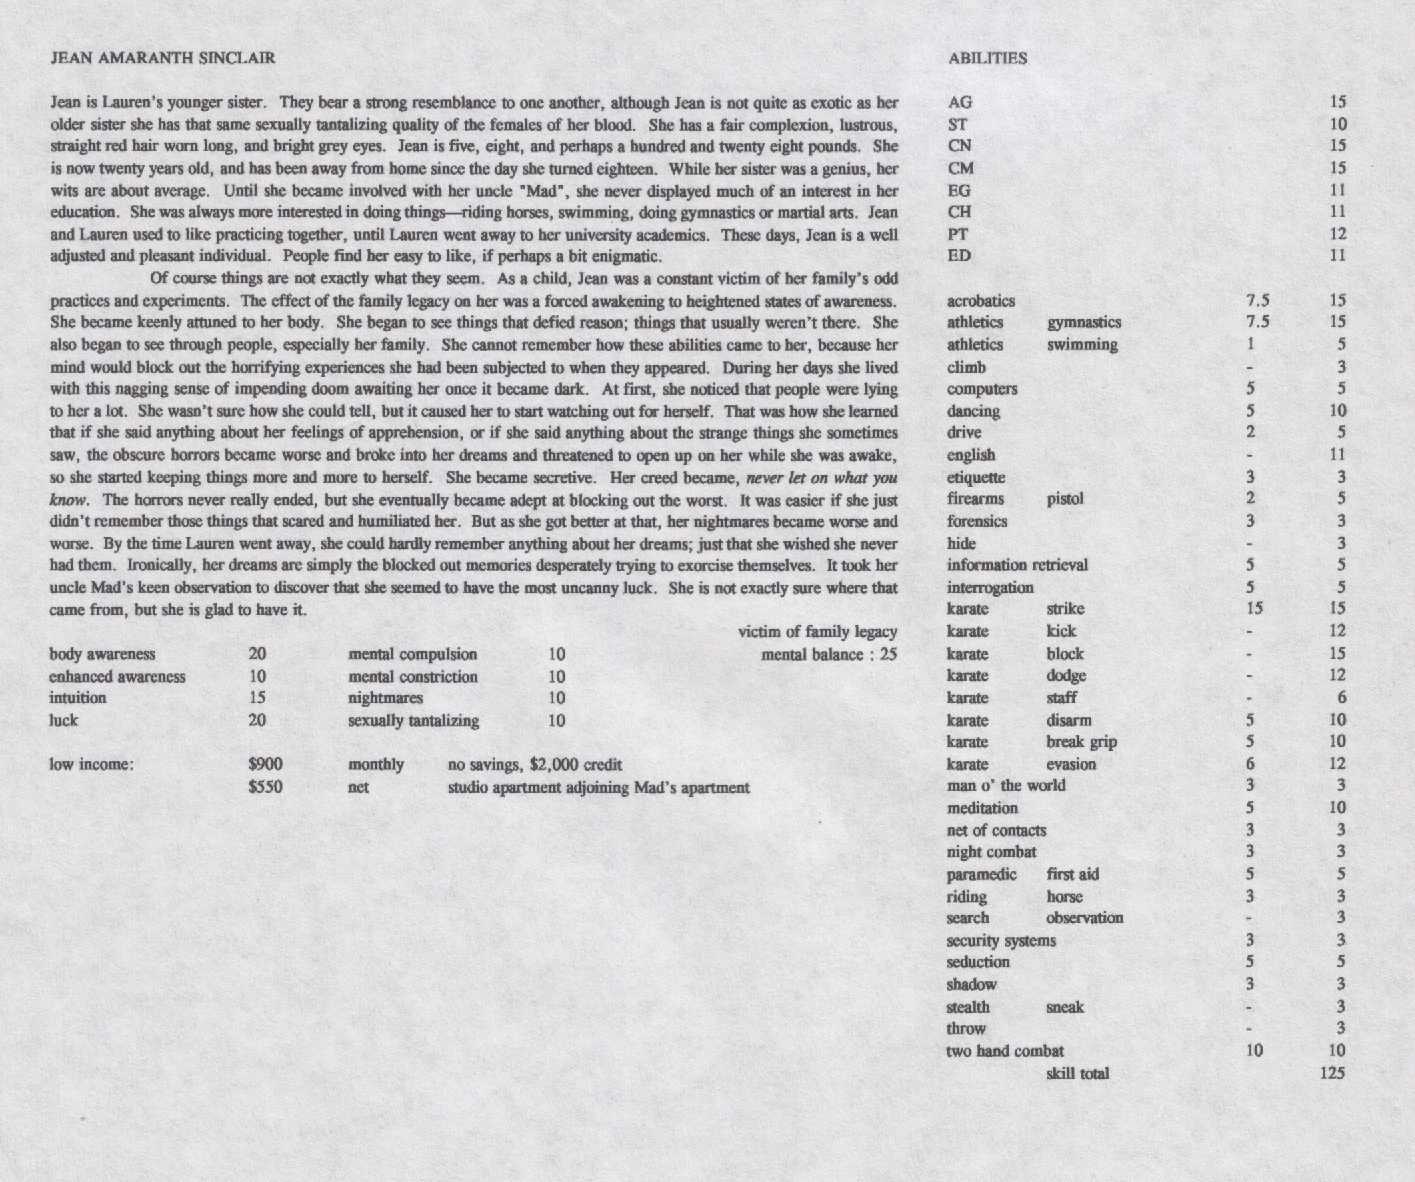 JEAN AMARANTH SINCLAIR
Jean is Lauren's younger sister. They bear a strong resemblance to one another, although Jean is not quite as exotic as her
older sister she has that same sexually tantalizing quality of the females of her blood. She has a fair complexion, lustrous,
straight red hair worn long, and bright grey eyes. Jean is five, eight, and perhaps a hundred and twenty eight pounds. She
is now twenty years old, and has been away from home since the day she turned eighteen. While her sister was a genius, her
wits are about average. Until she became involved with her uncle "Mad", she never displayed much of an interest in her
education. She was always more interested in doing things—riding horses, swimming, doing gymnastics or martial arts. Jean
and Lauren used to like practicing together, until Lauren went away to her university academics. These days, Jean is a well
adjusted and pleasant individual. People find her easy to like, if perhaps a bit enigmatic.
Of course things are not exactly what they seem. As a child, Jean was a constant victim of her family's odd
practices and experiments. The effect of the family legacy on her was a forced awakening to heightened states of awareness.
She became keenly attuned to her body. She began to see things that defied reason; things that usually weren't there. She
also began to see through people, especially her family. She cannot remember how these abilities came to her, because her
mind would block out the horrifying experiences she had been subjected to when they appeared. During her days she lived
with this nagging sense of impending doom awaiting her once it became dark. At first, she noticed that people were lying
to her a lot. She wasn't sure how she could tell, but it caused her to start watching out for herself. That was how she learned
that if she said anything about her feelings of apprehension, or if she said anything about the strange things she sometimes
saw, the obscure horrors became worse and broke into her dreams and threatened to open up on her while she was awake,
so she started keeping things more and more to herself. She became secretive. Her creed became, never let on what you
know. The horrors never really ended, but she eventually became adept at blocking out the worst. It was easier if she just
didn't remember those things that scared and humiliated her. But as she got better at that, her nightmares became worse and
worse. By the time Lauren went away, she could hardly remember anything about her dreams; just that she wished she never
had them. Ironically, her dreams are simply the blocked out memories desperately trying to exorcise themselves. It took her
uncle Mad's keen observation to discover that she seemed to have the most uncanny luck. She is not exactly sure where that
came from, but she is glad to have it.
victim of family legacy
body awareness 20 mental compulsion 10 mental balance : 25
enhanced awareness 10 mental constriction 10
intuition 15 nightmares 10
luck 20 sexually tantalizing 10
low income: $900 monthly no savings, $2,000 credit
$550 net studio apartment adjoining Mad's apartment
ABILITIES
AG 15
ST 10
CN 15
CM 15
EG 11
CH 11
PT 12
ED 11
acrobatics 7.5 15
athletics gymnastics 7.5 15
athletics swimming 1 5
climb - 3
computers 5 5
dancing 5 10
drive 2 5
english - 11
etiquette 3 3
firearms pistol 2 5
forensics 3 3
hide - 3
information retrieval 5 5
interrogation 5 5
karate strike 15 15
karate kick - 12
karate block - 15
karate dodge - 12
karate staff - 6
karate disarm 5 10
karate break grip 5 10
karate evasion 6 12
man o' the world 3 3
meditation 5 10
net of contacts 3 3
night combat 3 3
paramedic first aid 5 5
riding horse 3 3
search observation - 3
security systems 3 3
seduction 5 5
shadow 3 3
stealth sneak - 3
throw - 3
two hand combat 10 10
skill total 125